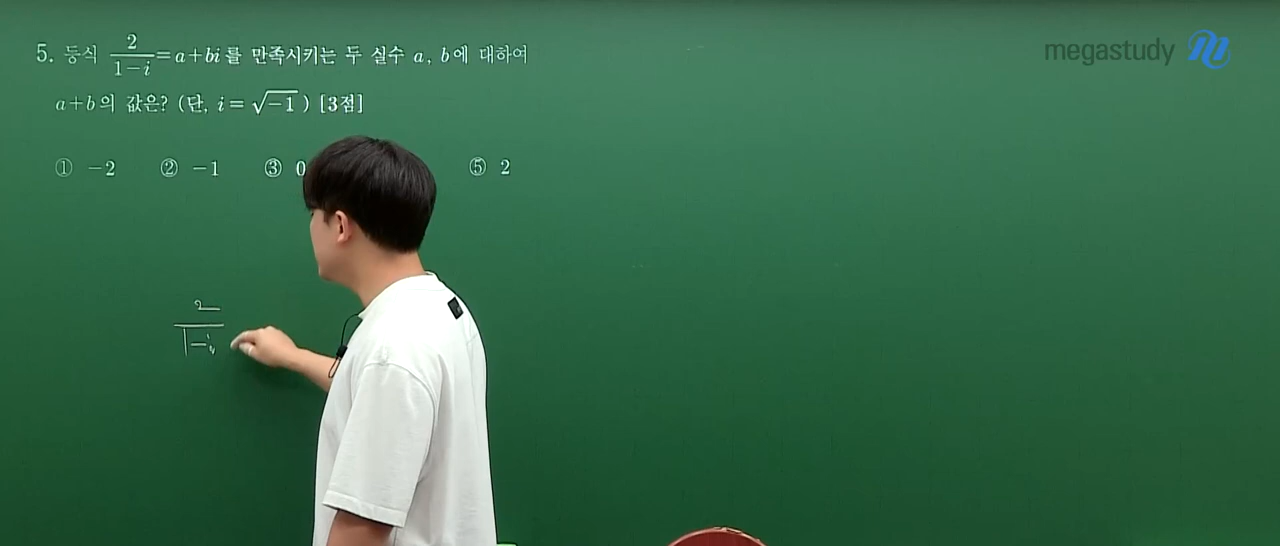 5. 등식 2/(1-i)=a+bi를 만족시키는 두 실수 a, b에 대하여
megastudy
a+b의 값은? (단, i=√-1) [3점]
① -2 ② -1 ③ 0 ⑤ 2
2
1-i